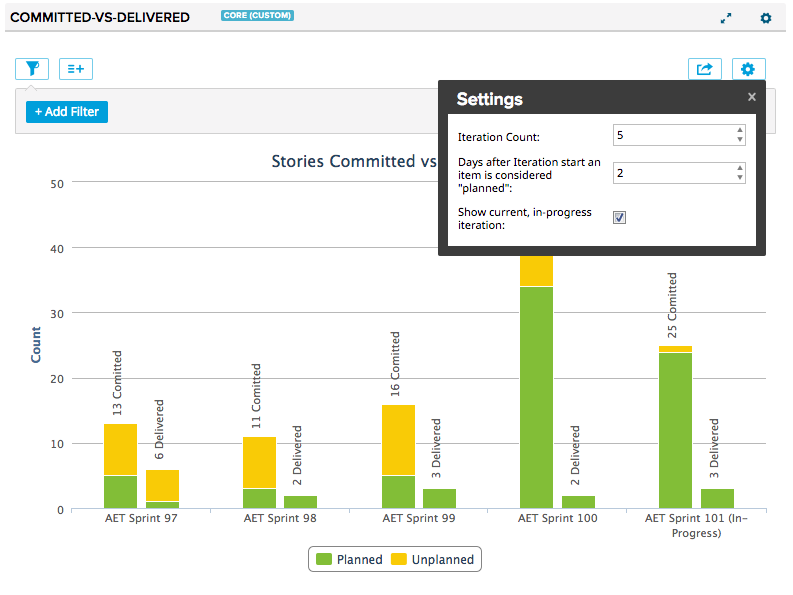 COMMITTED-VS-DELIVERED
CORE (CUSTOM)
+ Add Filter
Settings
×
Iteration Count:
5
Days after Iteration start an
item is considered
"planned":
2
Show current, in-progress
iteration:
Stories Committed vs
50
40
30
20
10
0
Count
13 Comitted
6 Delivered
11 Comitted
2 Delivered
16 Comitted
3 Delivered
2 Delivered
25 Comitted
3 Delivered
AET Sprint 97
AET Sprint 98
AET Sprint 99
AET Sprint 100
AET Sprint 101 (In-
Progress)
Planned
Unplanned